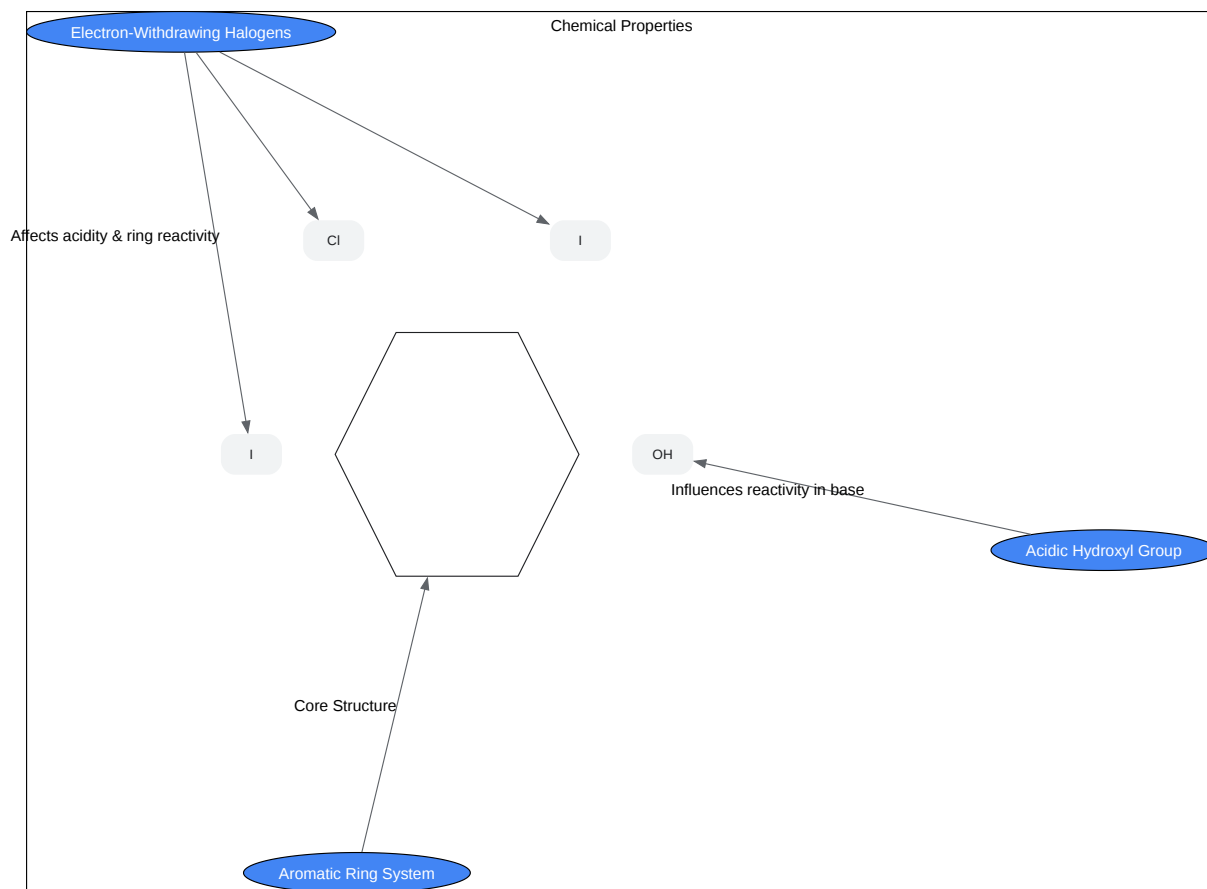 Chemical Properties
Electron-Withdrawing Halogens
Affects acidity & ring reactivity
Cl
I
I
OH
Influences reactivity in base
Acidic Hydroxyl Group
Core Structure
Aromatic Ring System